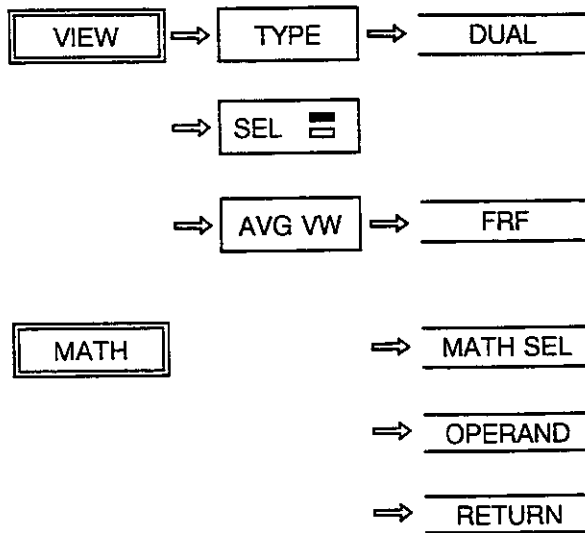 VIEW TYPE DUAL
SEL
AVG VW FRF
MATH MATH SEL
OPERAND
RETURN